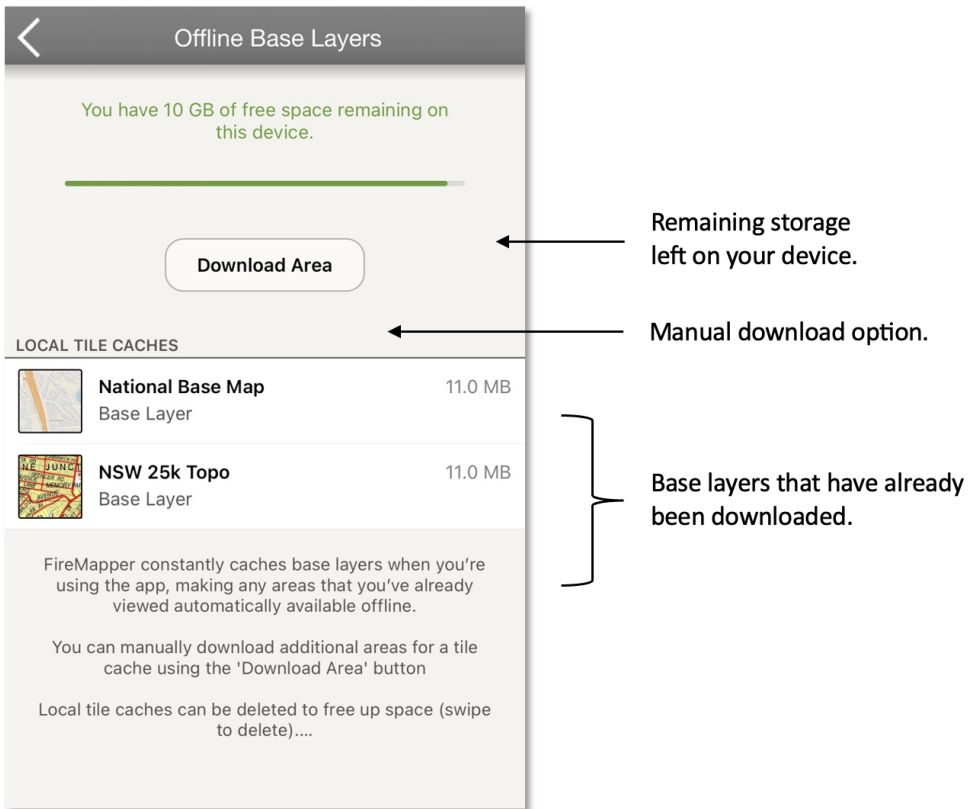 Offline Base Layers
You have 10 GB of free space remaining on
this device.
Download Area
Remaining storage
left on your device.
Manual download option.
LOCAL TILE CACHES
National Base Map
11.0 MB
Base Layer
NSW 25k Topo
11.0 MB
Base Layer
Base layers that have already
been downloaded.
FireMapper constantly caches base layers when you're
using the app, making any areas that you've already
viewed automatically available offline.
You can manually download additional areas for a tile
cache using the 'Download Area' button
Local tile caches can be deleted to free up space (swipe
to delete)....